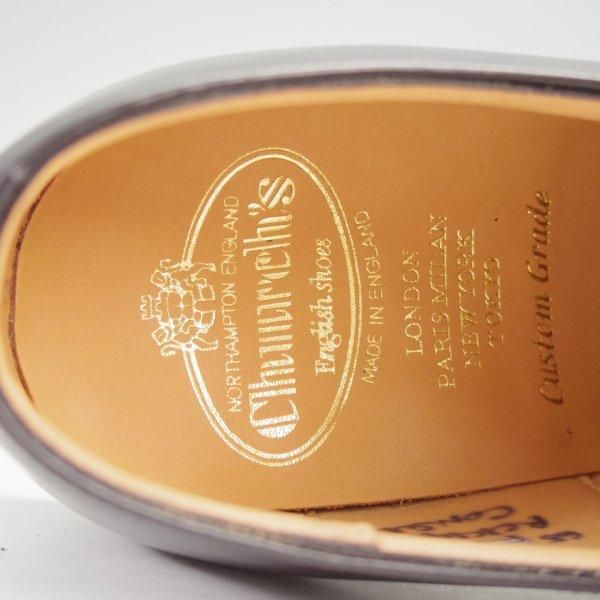 NORTHAMPTON ENGLAND
Church's
English shoes
MADE IN ENGLAND
LONDON
PARIS MILAN
NEW YORK
TOKYO
Custom Grade